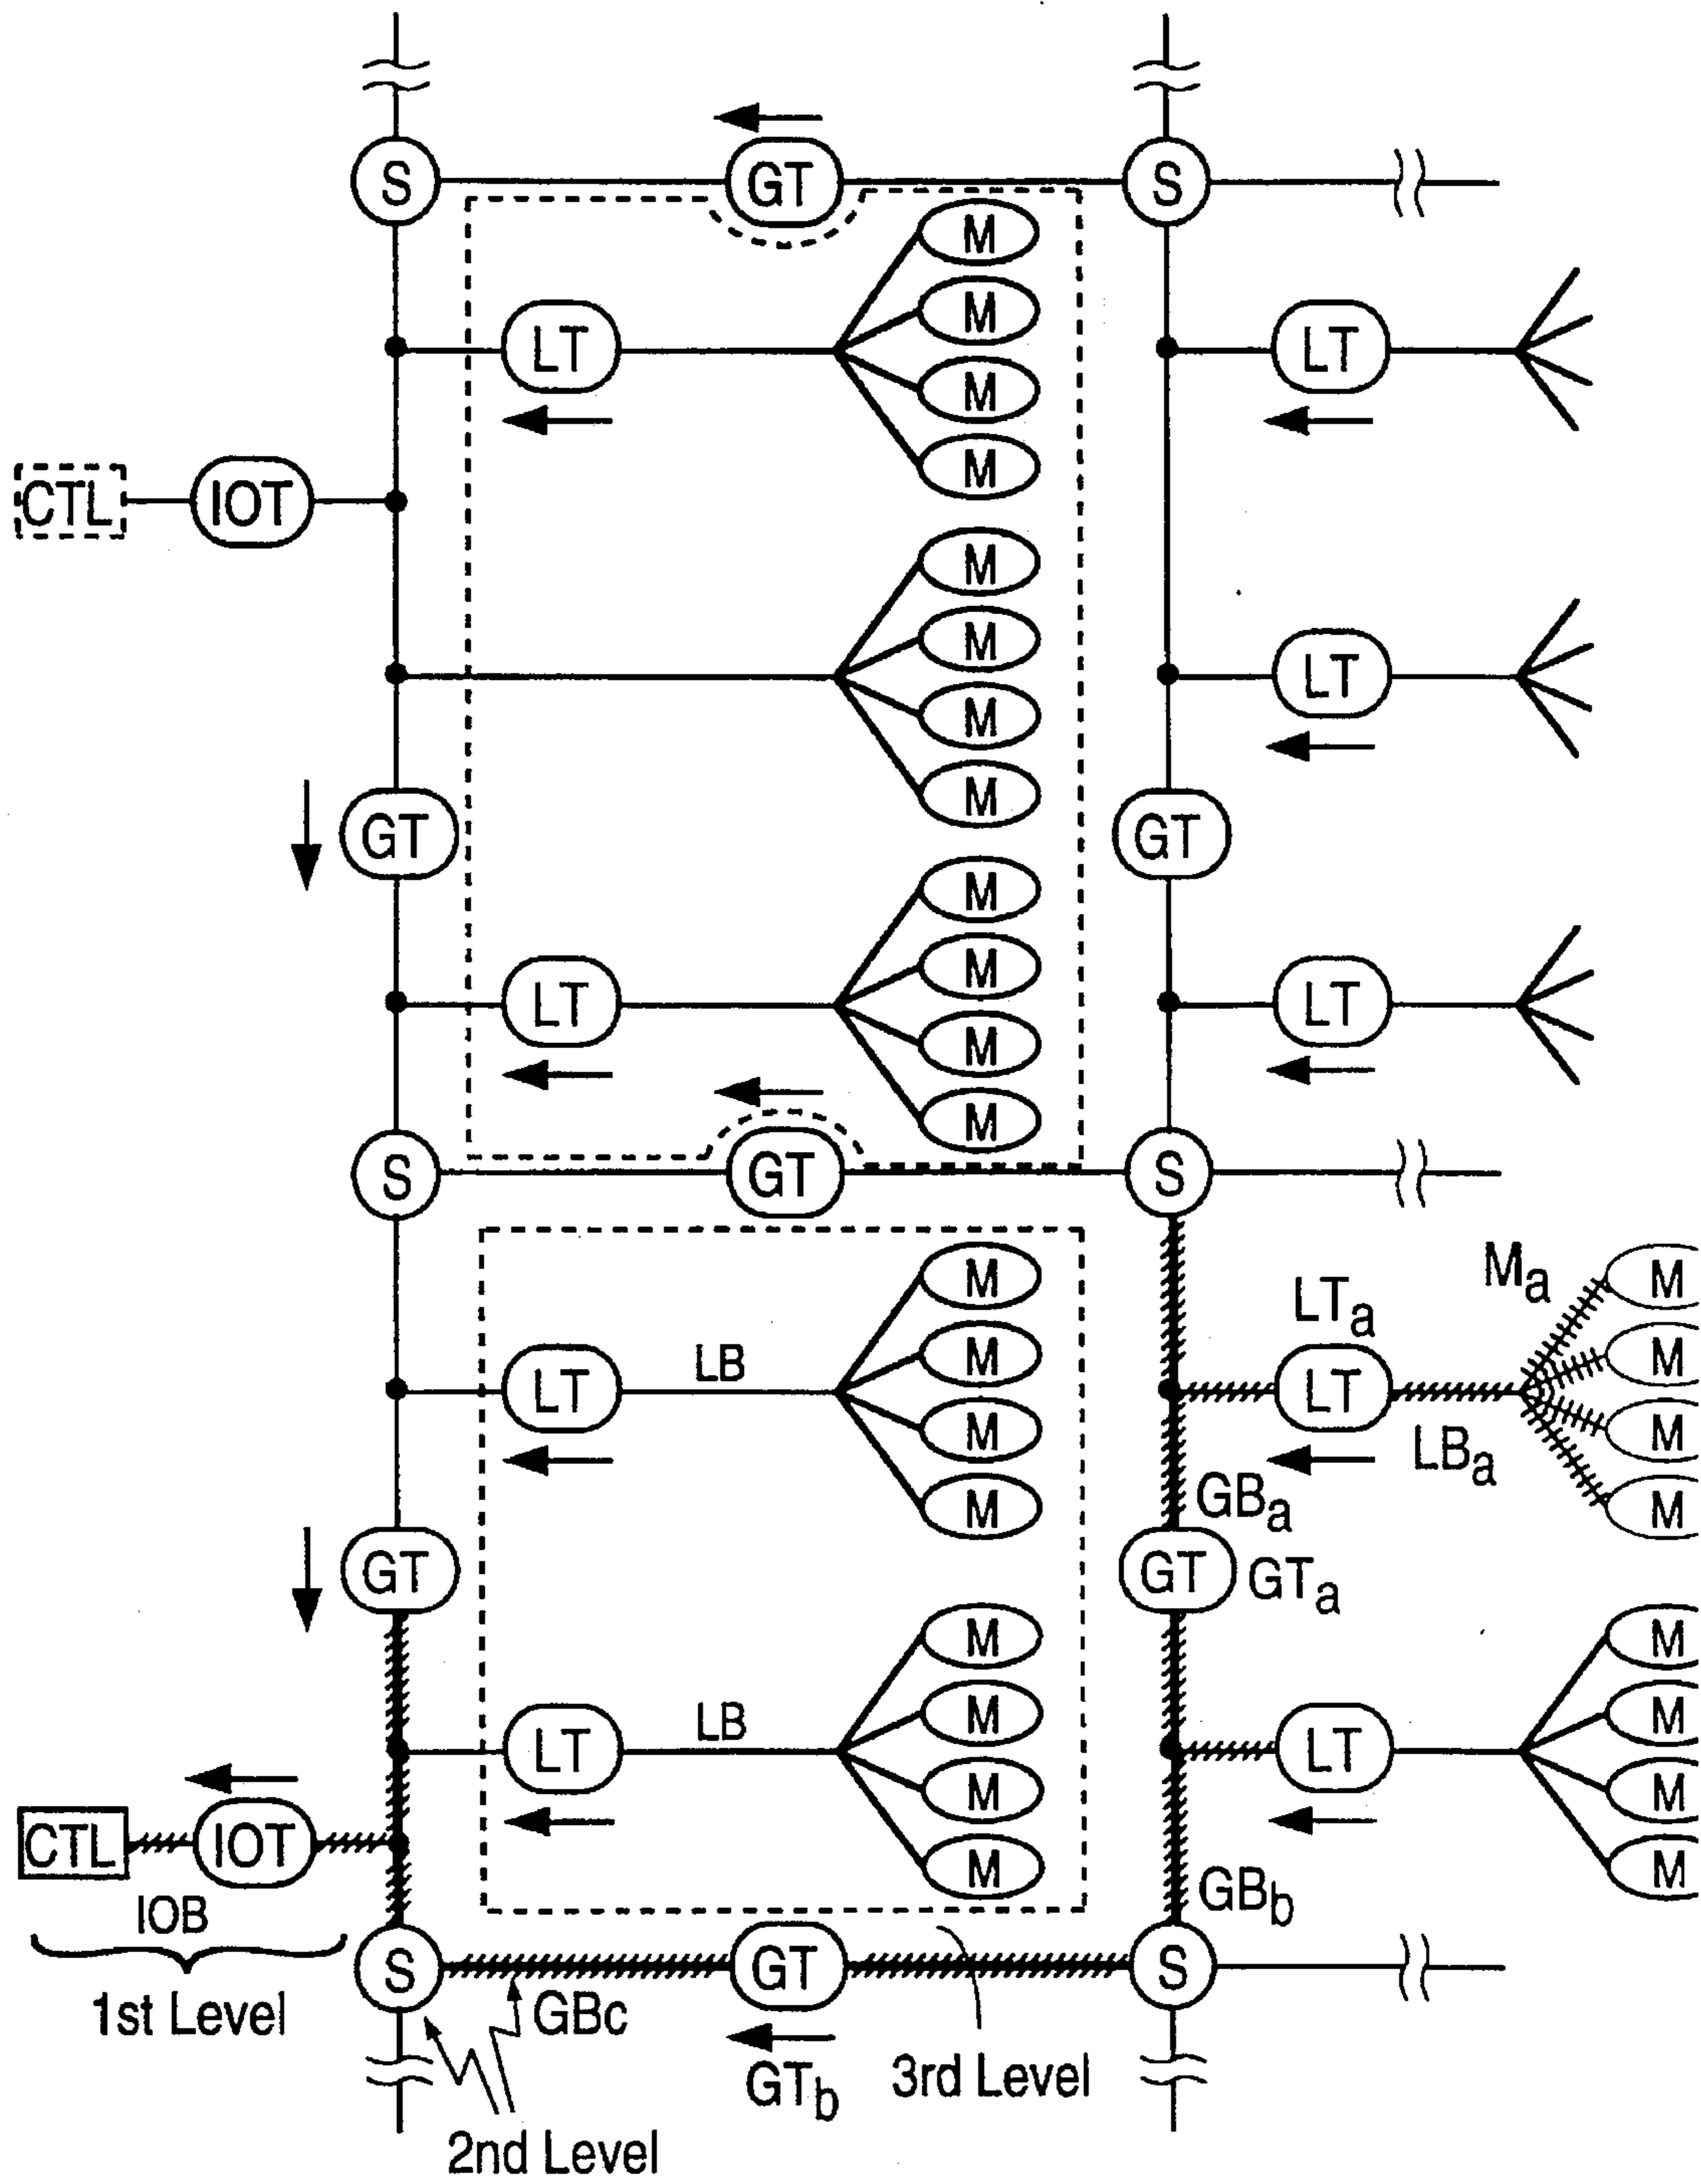 S GT S
M
M
LT LT
M
M
CTL IOT
M
M
LT
M
M
GT GT
M
M
LT LT
M
M
S GT S
M M
LTa Ma M
LB M
LT LT M
M LBa M
M GBa M
GT GT GTa
M M
LB M M
LT LT
M M
CTL IOT M M
IOB GBb
1st Level S GT S
GBc
GTb 3rd Level
2nd Level